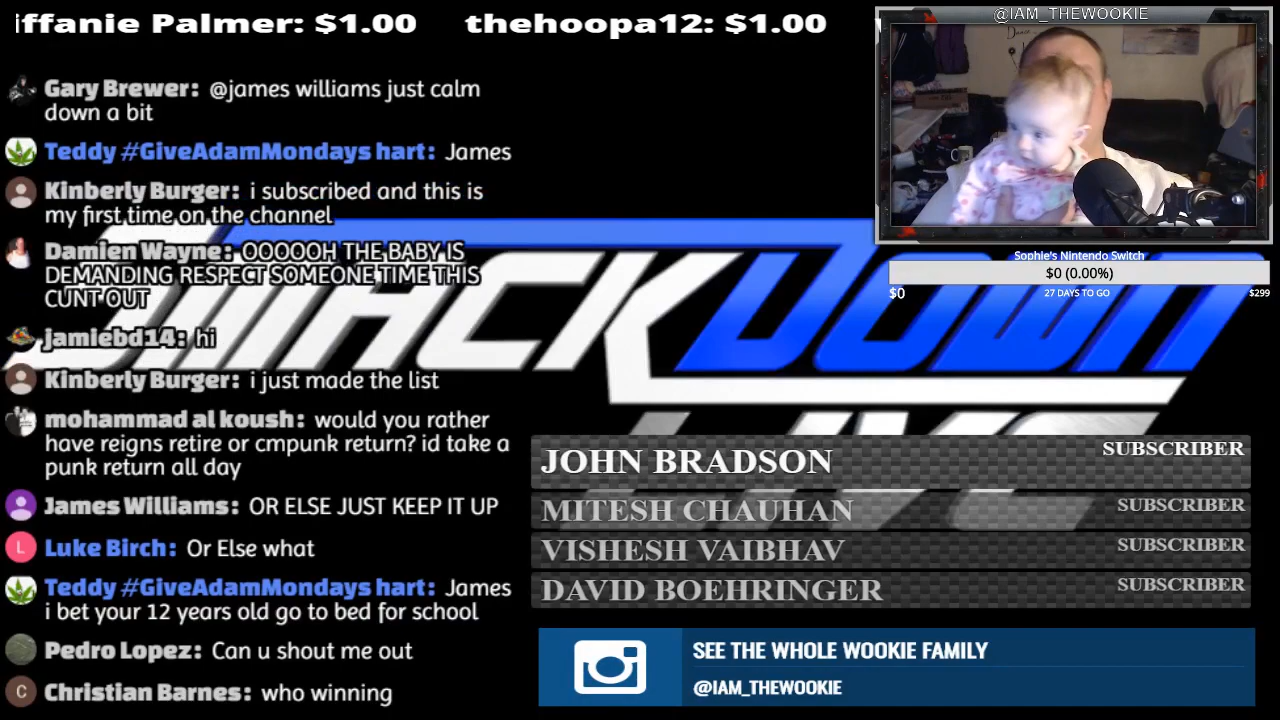 iffanie Palmer: $1.00 thehoopa12: $1.00
@IAM_THEWOOKIE
Gary Brewer: @james williams just calm
down a bit
Teddy #GiveAdamMondays hart: James
Kinberly Burger: i subscribed and this is
my first time on the channel
Damien Wayne: OOOOOH THE BABY IS
DEMANDING RESPECT SOMEONE TIME THIS
CUNT OUT
jamiebd14: hi
Kinberly Burger: i just made the list
mohammad al koush: would you rather
have reigns retire or cmpunk return? id take a
punk return all day
James Williams: OR ELSE JUST KEEP IT UP
Luke Birch: Or Else what
Teddy #GiveAdamMondays hart: James
i bet your 12 years old go to bed for school
Pedro Lopez: Can u shout me out
C Christian Barnes: who winning
Sophie's Nintendo Switch
$0 (0.00%)
$0 27 DAYS TO GO $299
SMACKDOWN
LIVE
JOHN BRADSON SUBSCRIBER
MITESH CHAUHAN SUBSCRIBER
VISHESH VAIBHAV SUBSCRIBER
DAVID BOEHRINGER SUBSCRIBER
SEE THE WHOLE WOOKIE FAMILY
@IAM_THEWOOKIE